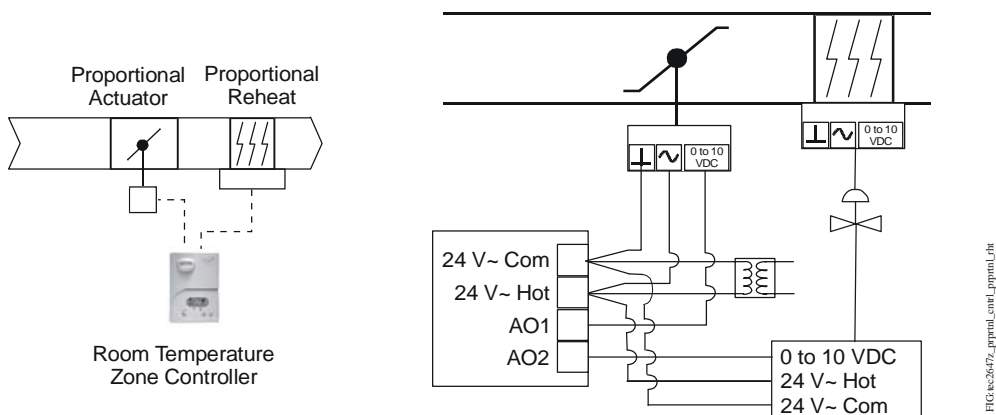 Proportional
Actuator
Proportional
Reheat
Room Temperature
Zone Controller
0 to 10
VDC
0 to 10
VDC
24 V~ Com
24 V~ Hot
AO1
AO2
0 to 10 VDC
24 V~ Hot
24 V~ Com
FIG:tec2647z_prprtnl_cntrl_prprtnl_rht